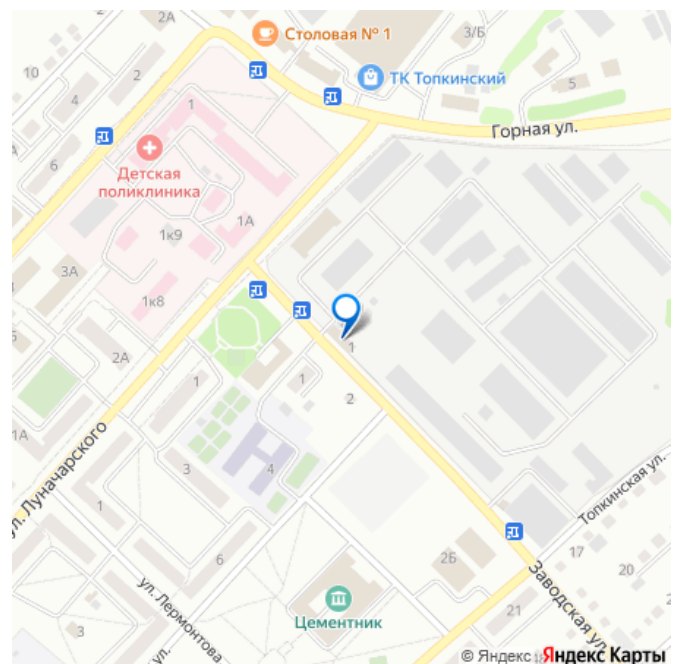 2А
Столовая № 1
3/Б
10
ТК Топкинский
5
4
2
1
Горная ул.
А
6
Детская
поликлиника
1А
1к9
3А
1к8
2А
1
1
1
2
1А
ул. Луначарского
3
4
1
Топкинская ул.
6
2Б
17
20
Заводская ул.
ул. Лермонтова
Цементник
21
3
ул.
© Яндекс
Яндекс Карты